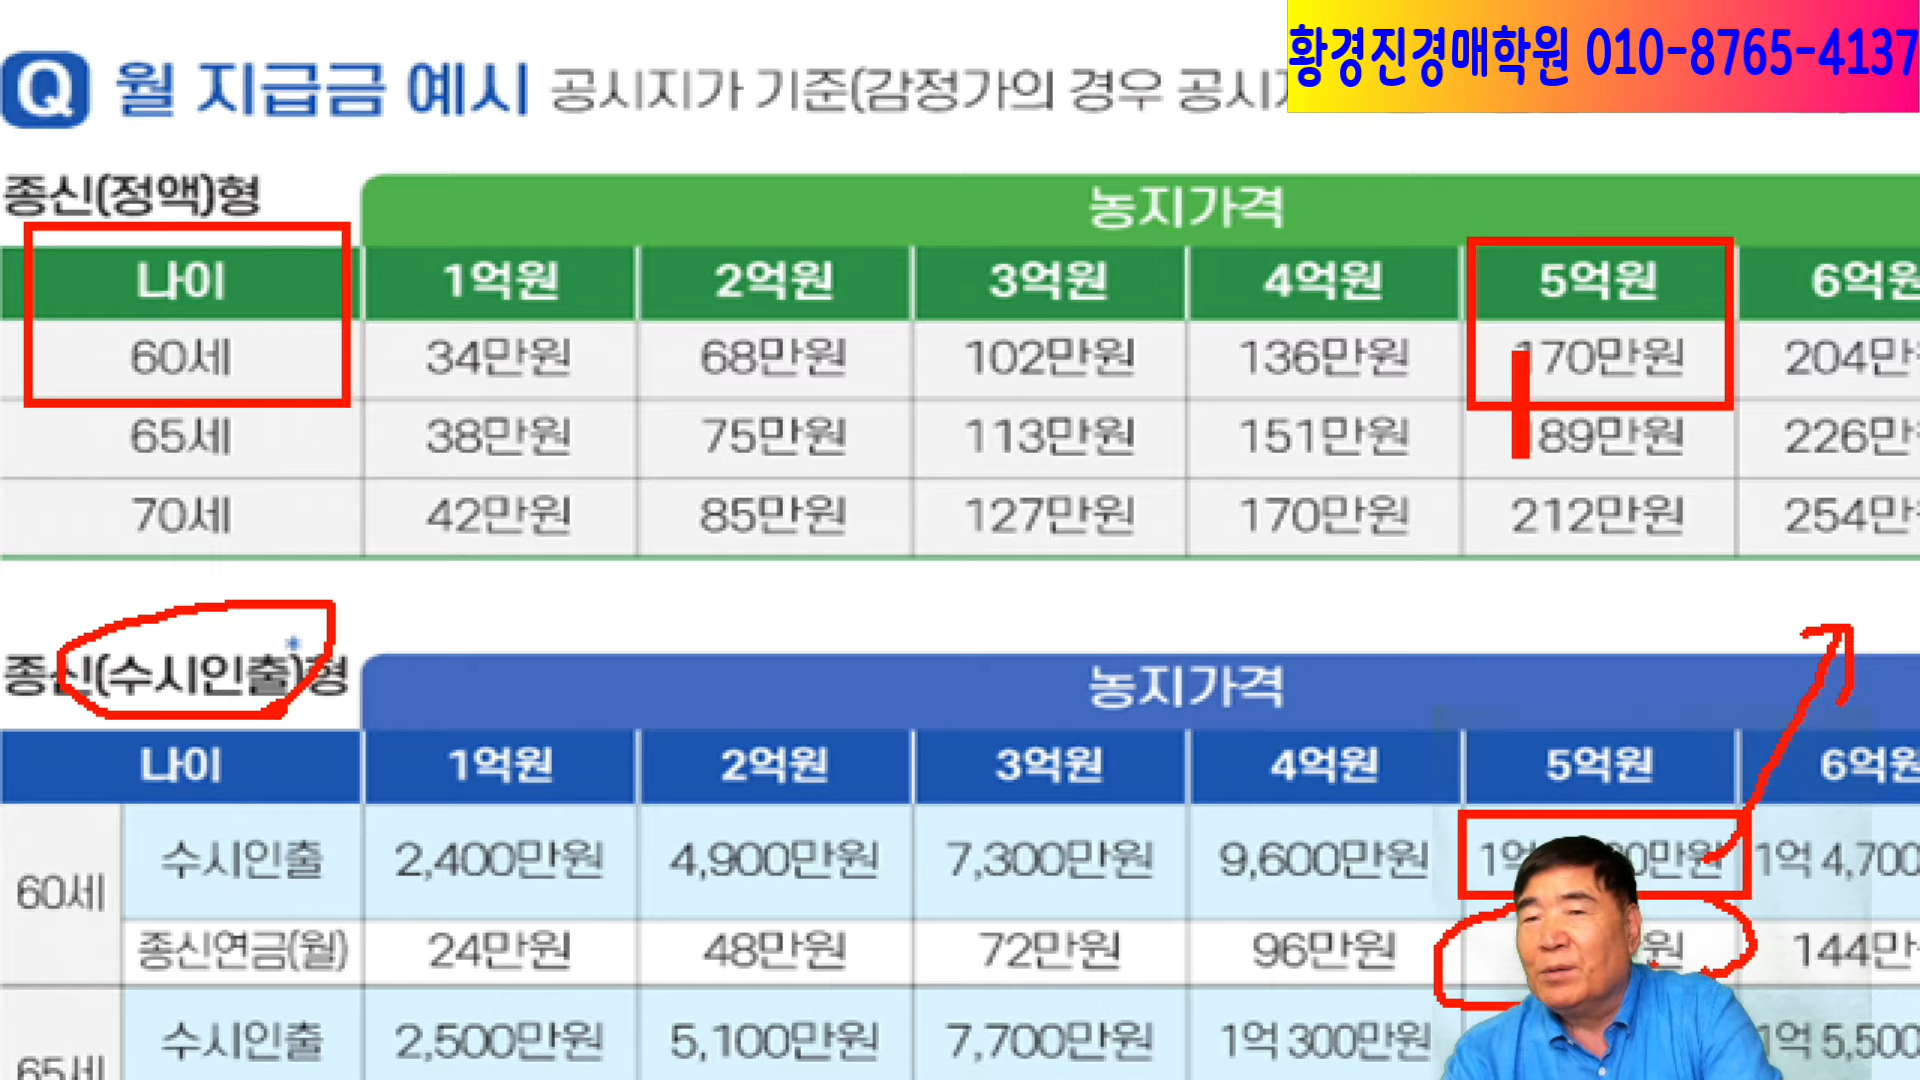 황경진경매학원 010-8765-4137
Q 월 지급금 예시 공시지가 기준(감정가의 경우 공시
종신(정액)형
농지가격
나이 1억원 2억원 3억원 4억원 5억원 6억원
60세 34만원 68만원 102만원 136만원 170만원 204만
65세 38만원 75만원 113만원 151만원 189만원 226만
70세 42만원 85만원 127만원 170만원 212만원 254만
종신(수시인출*)형
농지가격
나이 1억원 2억원 3억원 4억원 5억원 6억원
60세
수시인출 2,400만원 4,900만원 7,300만원 9,600만원 1억 0만원 1억 4,700
종신연금(월) 24만원 48만원 72만원 96만원 원 144만
65세
수시인출 2,500만원 5,100만원 7,700만원 1억 300만원 1억 5,500